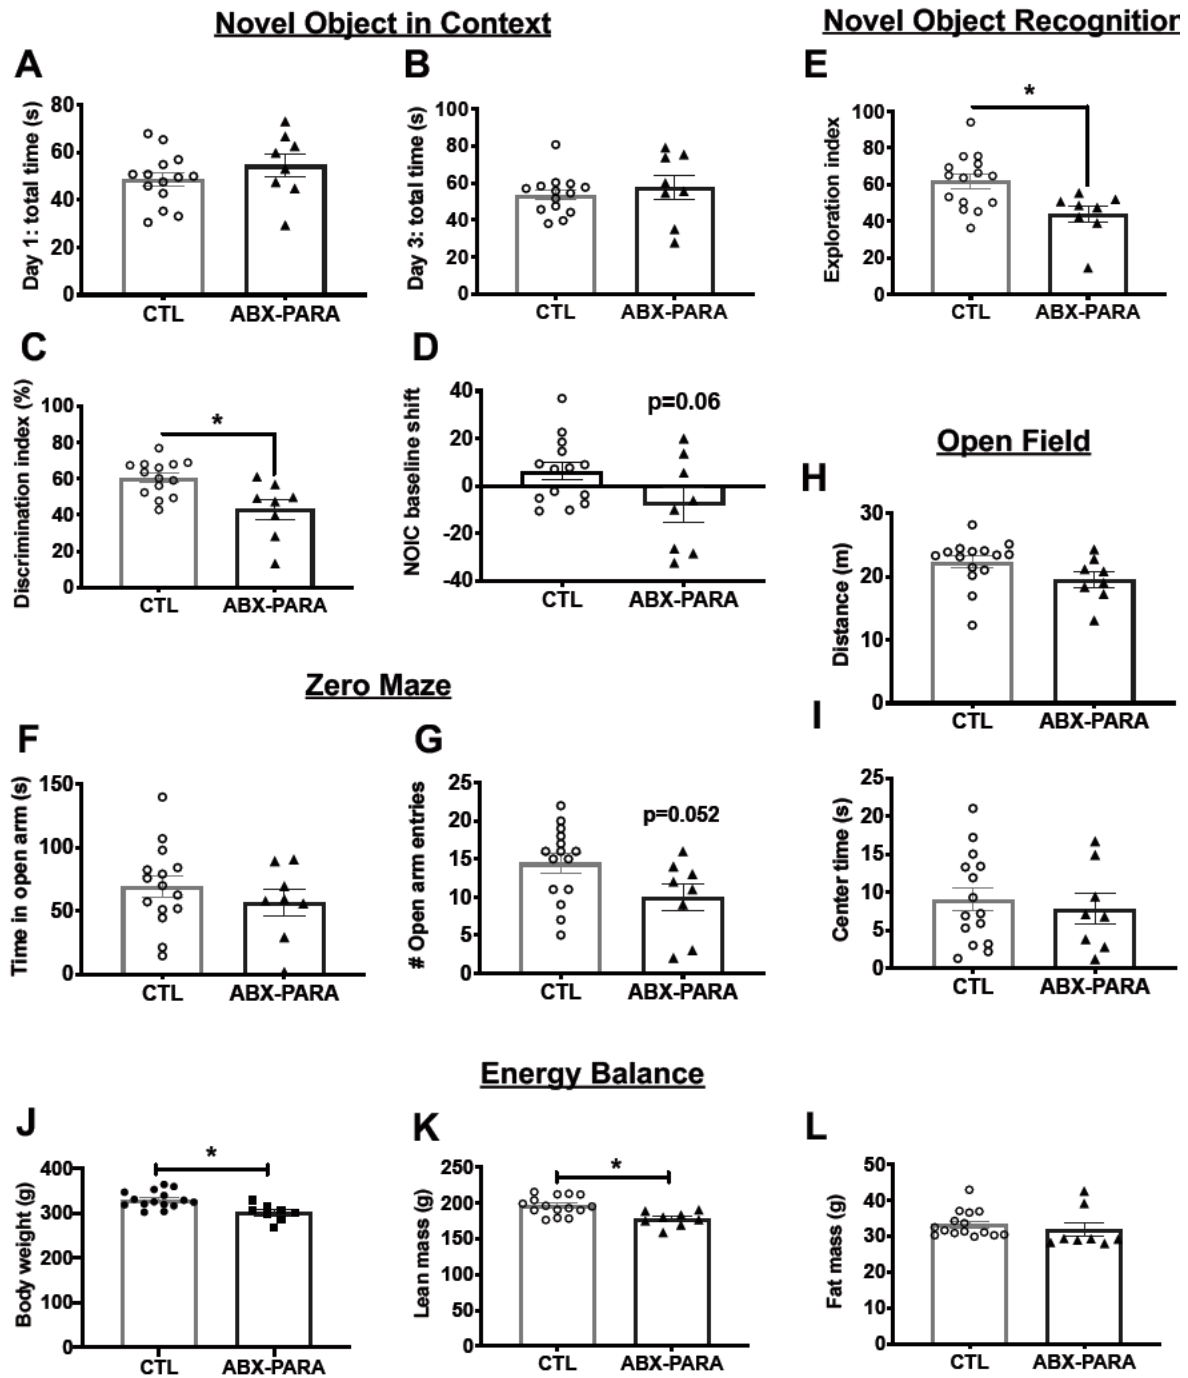 Novel Object in Context
Novel Object Recognition
A
Day 1: total time (s)
80
60
40
20
0
CTL
ABX-PARA
B
Day 3: total time (s)
100
80
60
40
20
0
CTL
ABX-PARA
E
Exploration index
100
80
60
40
20
0
*
CTL
ABX-PARA
C
Discrimination index (%)
100
80
60
40
20
0
*
CTL
ABX-PARA
D
NOIC baseline shift
40
20
0
-20
-40
p=0.06
CTL
ABX-PARA
Open Field
H
Distance (m)
30
20
10
0
CTL
ABX-PARA
Zero Maze
F
Time in open arm (s)
150
100
50
0
CTL
ABX-PARA
G
# Open arm entries
25
20
15
10
5
0
p=0.052
CTL
ABX-PARA
I
Center time (s)
25
20
15
10
5
0
CTL
ABX-PARA
Energy Balance
J
Body weight (g)
400
300
200
100
0
*
CTL
ABX-PARA
K
Lean mass (g)
250
200
150
100
50
0
*
CTL
ABX-PARA
L
Fat mass (g)
50
40
30
20
10
0
CTL
ABX-PARA